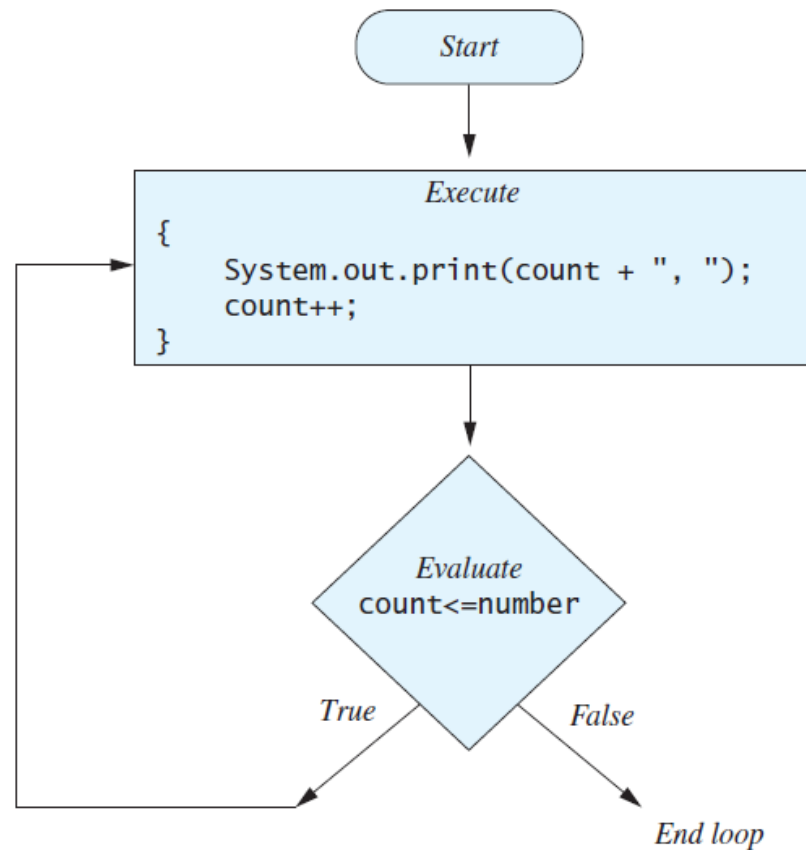 Start
Execute
{
System.out.print(count + ", ");
count++;
}
Evaluate
count<=number
True
False
End loop